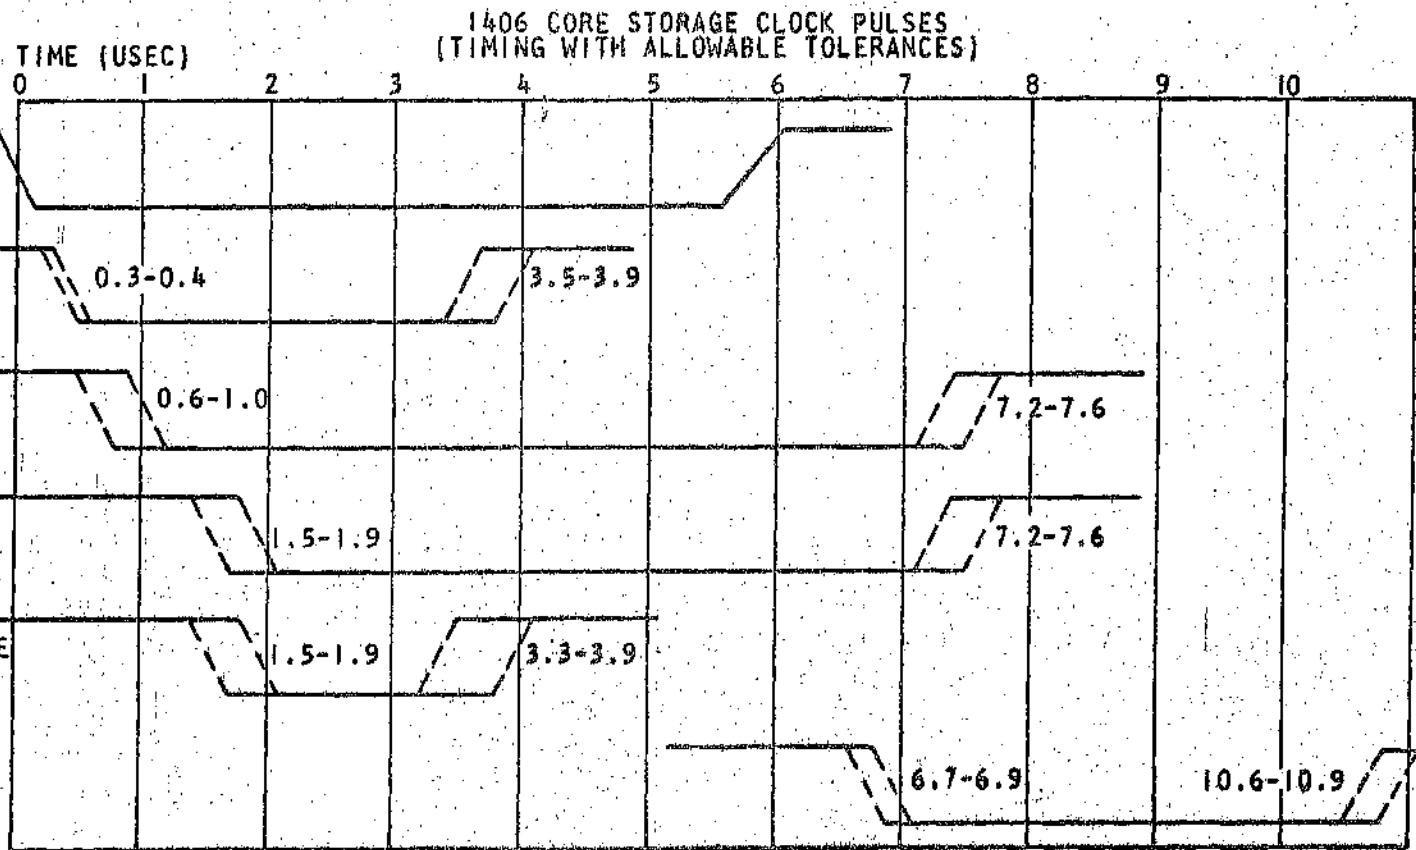 1406 CORE STORAGE CLOCK PULSES
(TIMING WITH ALLOWABLE TOLERANCES)
TIME (USEC)
0 1 2 3 4 5 6 7 8 9 10
0.3-0.4 3.5-3.9
0.6-1.0 7.2-7.6
1.5-1.9 7.2-7.6
E 1.5-1.9 3.3-3.9
6.7-6.9 10.6-10.9